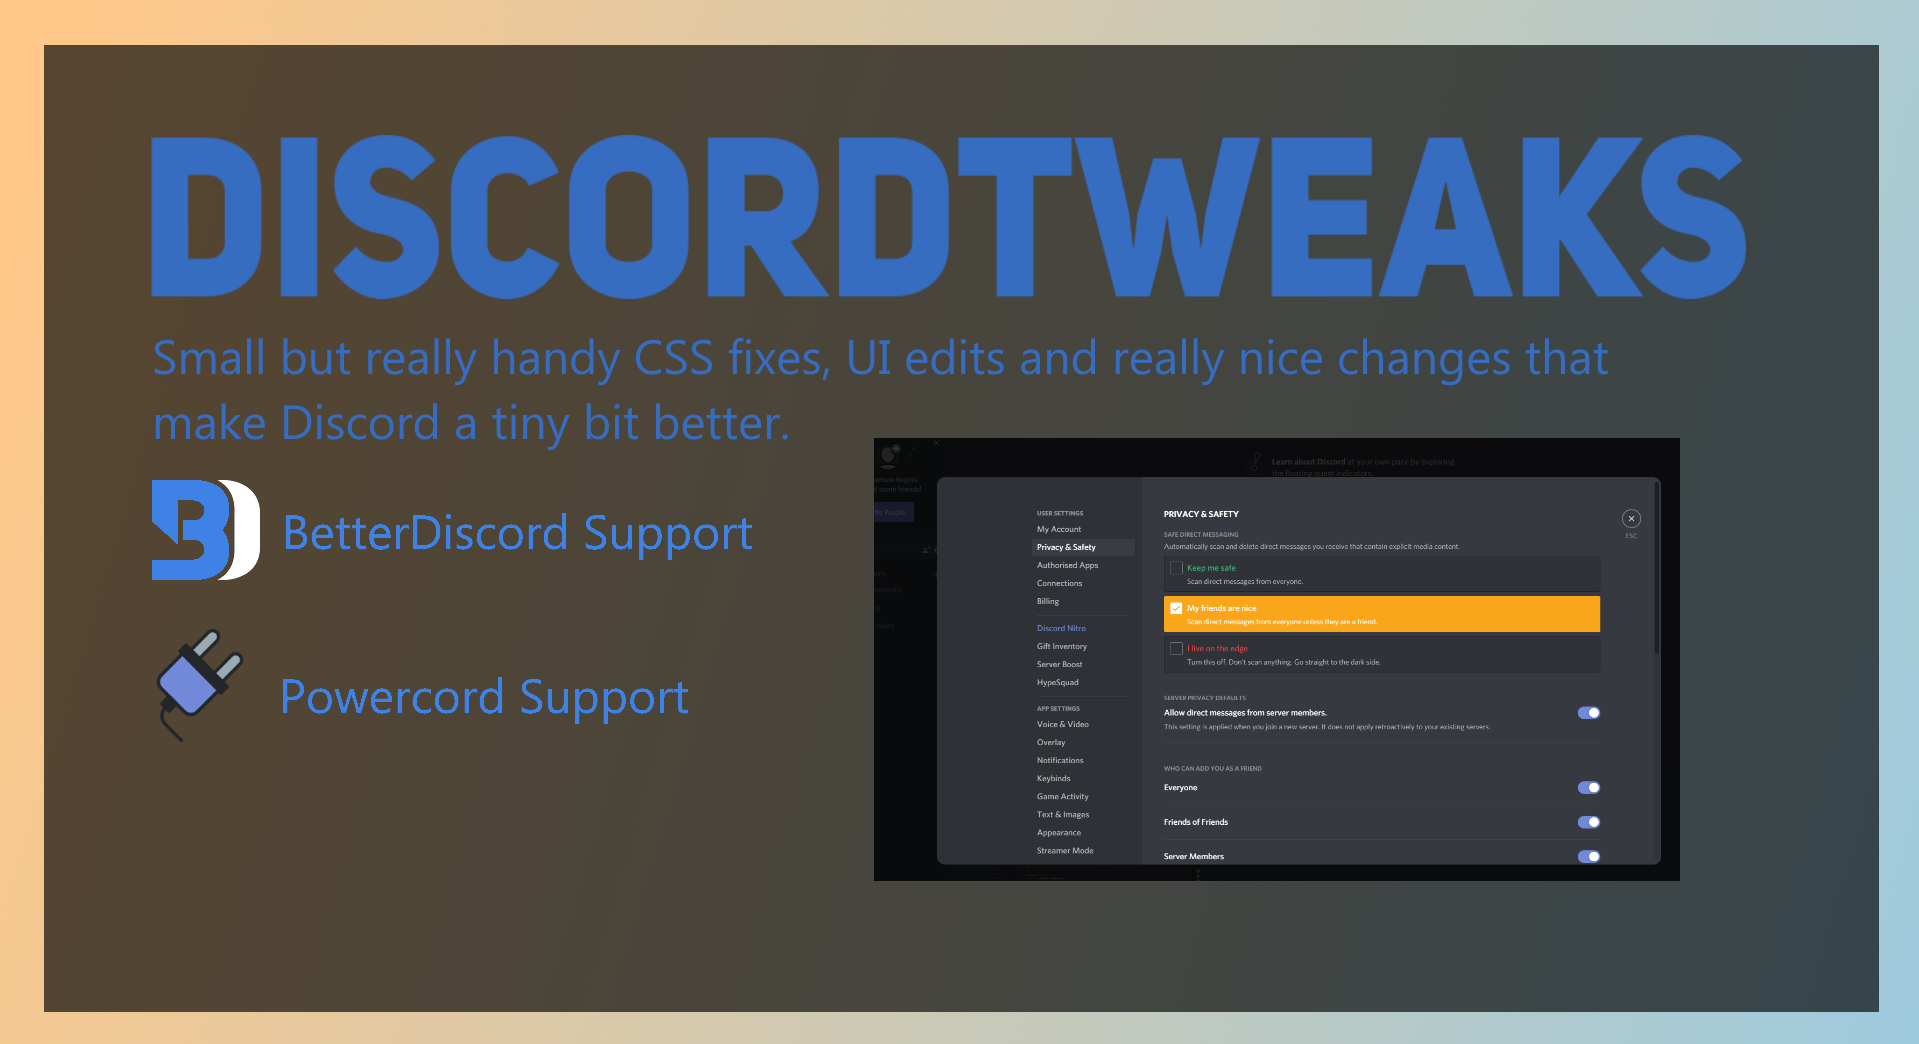 DISCORDTWEAKS
Small but really handy CSS fixes, UI edits and really nice changes that
make Discord a tiny bit better.
BetterDiscord Support
Powercord Support
Learn about Discord at your own pace by exploring
the floating quest indicators.
USER SETTINGS
My Account
Privacy & Safety
Authorised Apps
Connections
Billing
Discord Nitro
Gift Inventory
Server Boost
HypeSquad
APP SETTINGS
Voice & Video
Overlay
Notifications
Keybinds
Game Activity
Text & Images
Appearance
Streamer Mode
PRIVACY & SAFETY
SAFE DIRECT MESSAGING
Automatically scan and delete direct messages you receive that contain explicit media content.
Keep me safe
Scan direct messages from everyone.
My friends are nice
Scan direct messages from everyone unless they are a friend.
I live on the edge
Turn this off. Don't scan anything. Go straight to the dark side.
SERVER PRIVACY DEFAULTS
Allow direct messages from server members.
This setting is applied when you join a new server. It does not apply retroactively to your existing servers.
WHO CAN ADD YOU AS A FRIEND
Everyone
Friends of Friends
Server Members
ESC